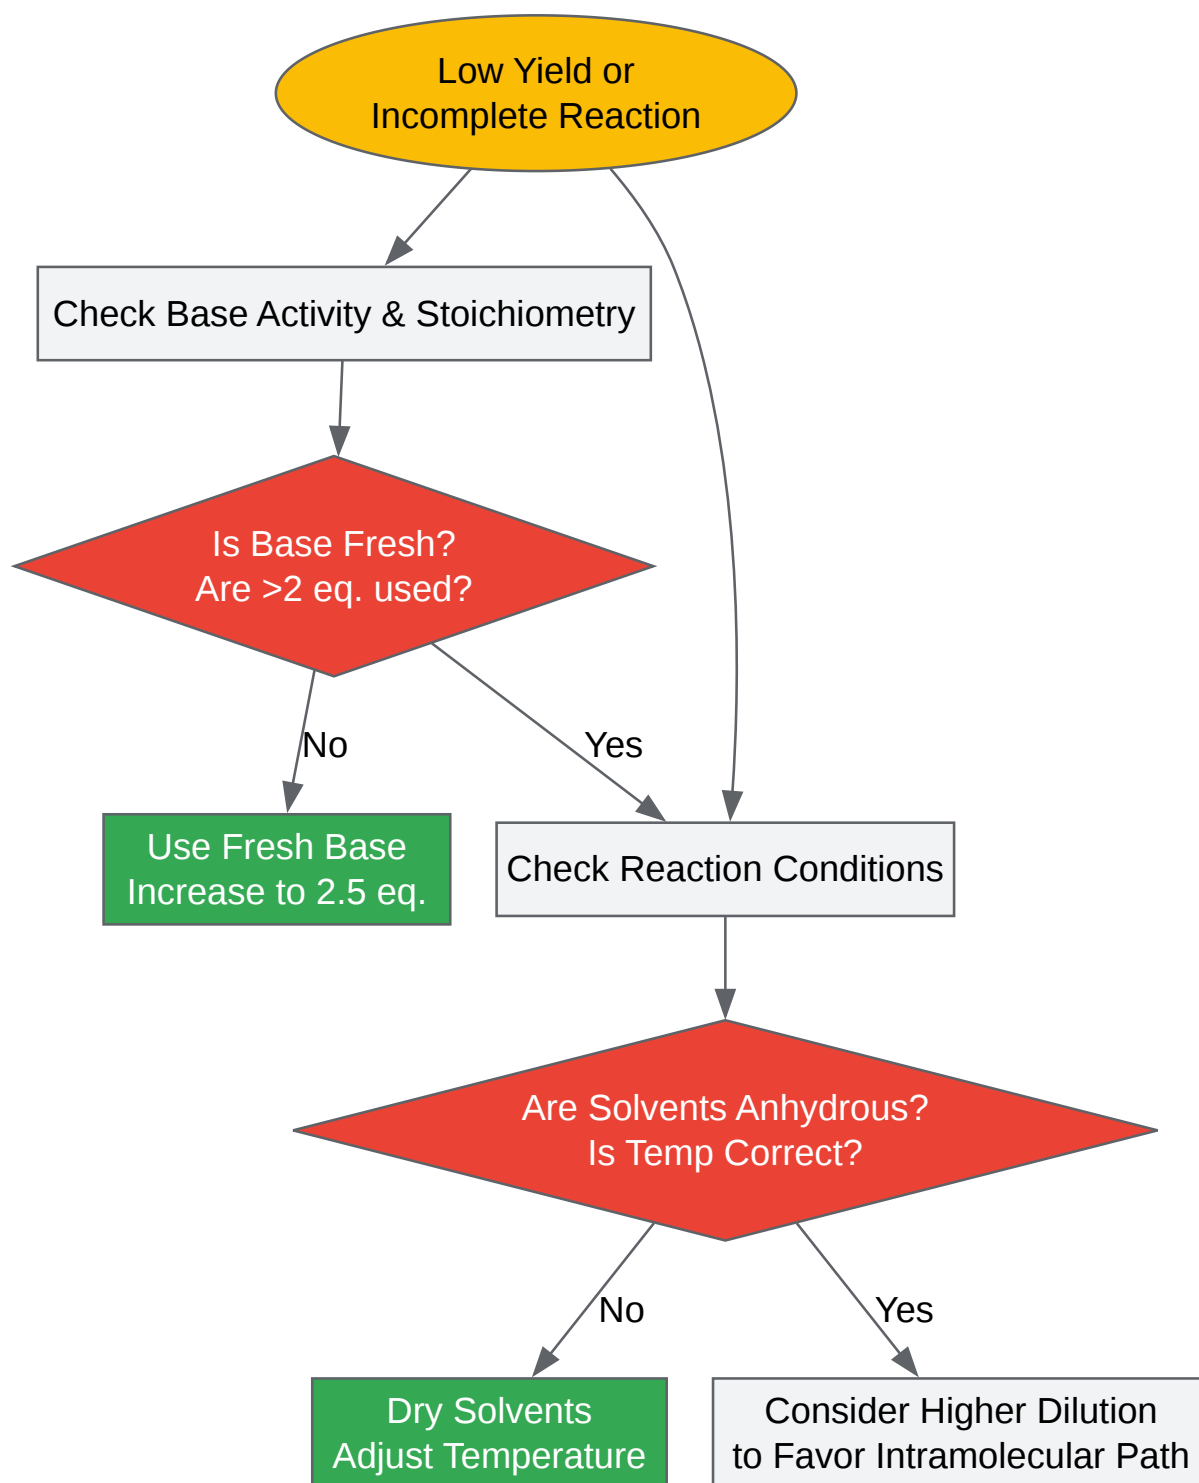 Low Yield or
Incomplete Reaction
Check Base Activity & Stoichiometry
Is Base Fresh?
Are >2 eq. used?
No
Yes
Use Fresh Base
Increase to 2.5 eq.
Check Reaction Conditions
Are Solvents Anhydrous?
Is Temp Correct?
No
Yes
Dry Solvents
Adjust Temperature
Consider Higher Dilution
to Favor Intramolecular Path